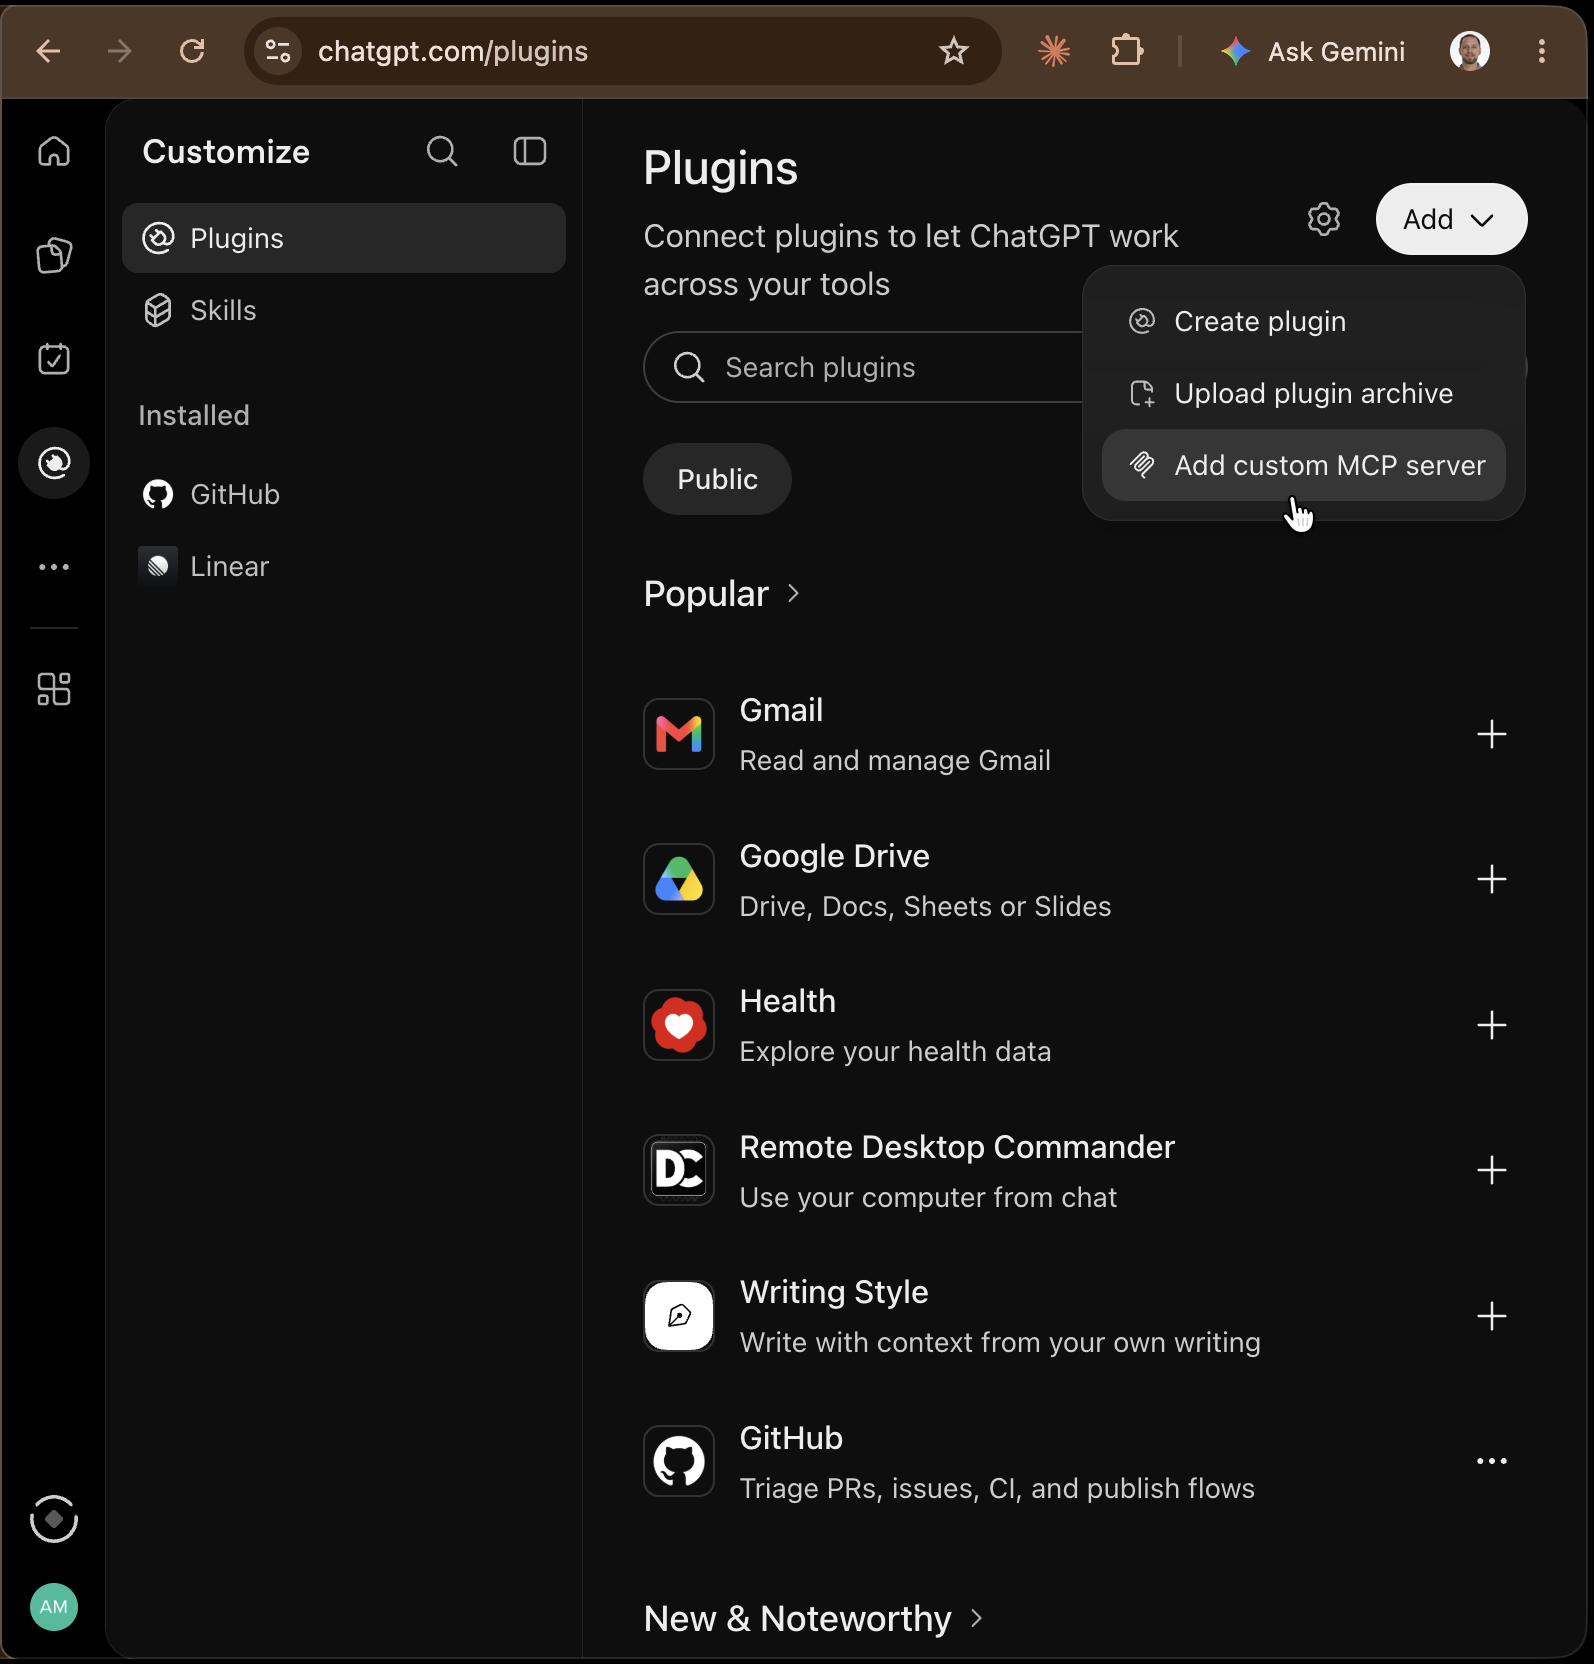 chatgpt.com/plugins
Ask Gemini
Customize
Plugins
Skills
Installed
GitHub
Linear
Plugins
Connect plugins to let ChatGPT work
across your tools
Add
Create plugin
Upload plugin archive
Add custom MCP server
Search plugins
Public
Popular
Gmail
Read and manage Gmail
Google Drive
Drive, Docs, Sheets or Slides
Health
Explore your health data
DC
Remote Desktop Commander
Use your computer from chat
Writing Style
Write with context from your own writing
GitHub
Triage PRs, issues, CI, and publish flows
New & Noteworthy
AM